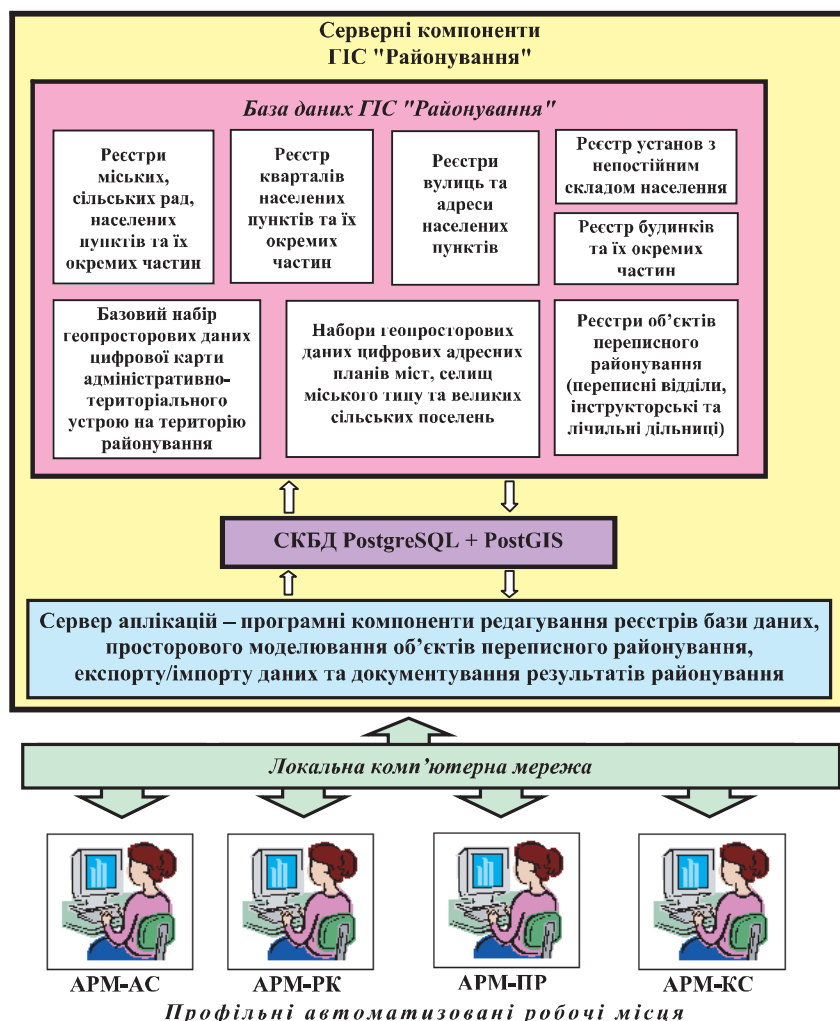 Серверні компоненти
ГІС "Районування"
База даних ГІС "Районування"
Реєстри
міських,
сільських рад,
населених
пунктів та їх
окремих частин
Реєстр
кварталів
населених
пунктів та їх
окремих
частин
Реєстри
вулиць та
адреси
населених
пунктів
Реєстр установ з
непостійним
складом населення
Реєстр будинків
та їх окремих
частин
Базовий набір
геопросторових даних
цифрової карти
адміністративно-
територіального
устрою на територію
районування
Набори геопросторових
даних цифрових адресних
планів міст, селищ
міського типу та великих
сільських поселень
Реєстри об’єктів
переписного
районування
(переписні відділи,
інструкторські та
лічильні дільниці)
СКБД PostgreSQL + PostGIS
Сервер аплікацій – програмні компоненти редагування реєстрів бази даних,
просторового моделювання об’єктів переписного районування,
експорту/імпорту даних та документування результатів районування
Локальна комп’ютерна мережа
АРМ-АС
АРМ-РК
АРМ-ПР
АРМ-КС
Профільні автоматизовані робочі місця